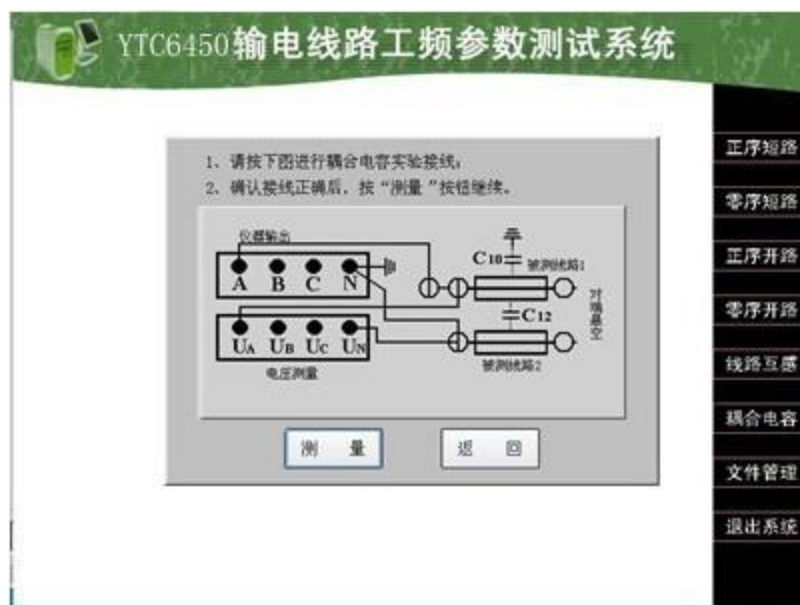 YTC6450输电线路工频参数测试系统
1、请按下图进行耦合电容实验接线;
2、确认接线正确后,按“测量”按钮继续。
仪器输出
A B C N
C10
被测线路1
对端悬空
C12
UA UB UC UN
电压测量
被测线路2
测 量
返 回
正序短路
零序短路
正序开路
零序开路
线路互感
耦合电容
文件管理
退出系统